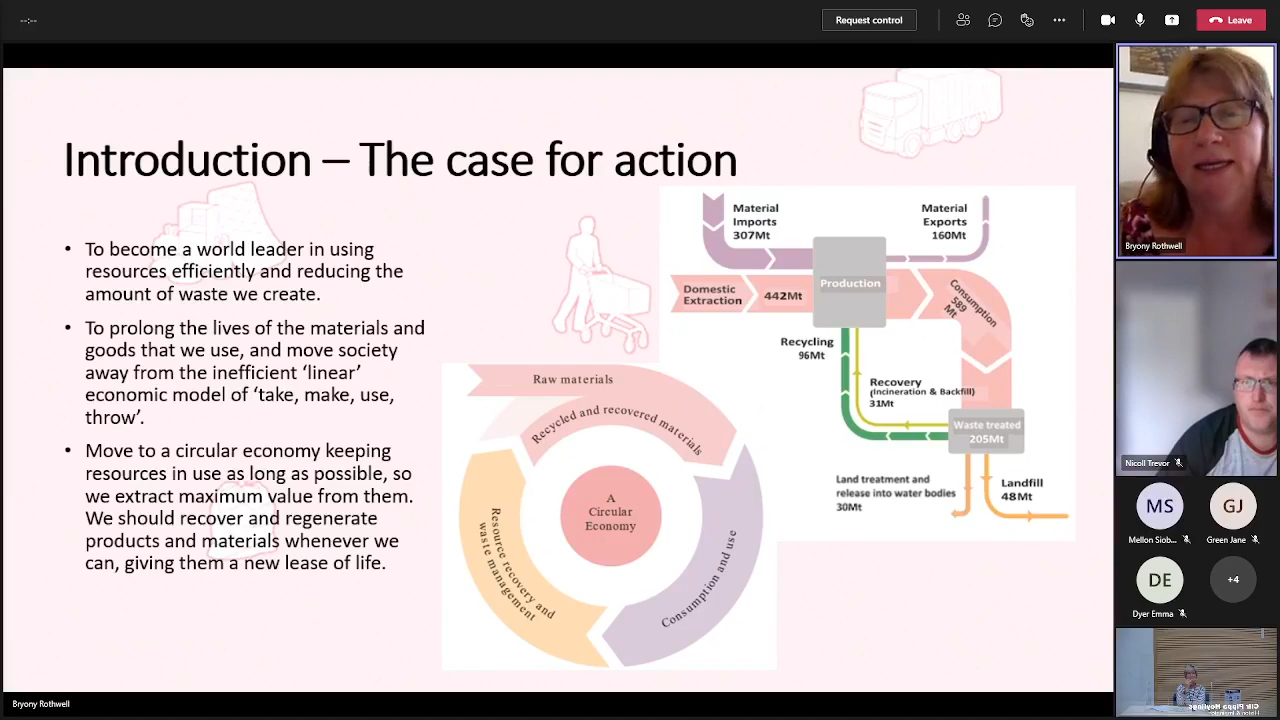 --:--
Request control
Leave
Introduction – The case for action
• To become a world leader in using
resources efficiently and reducing the
amount of waste we create.
• To prolong the lives of the materials and
goods that we use, and move society
away from the inefficient ‘linear’
economic model of ‘take, make, use,
throw’.
• Move to a circular economy keeping
resources in use as long as possible, so
we extract maximum value from them.
We should recover and regenerate
products and materials whenever we
can, giving them a new lease of life.
Raw materials
Recycled and recovered materials
A
Circular
Economy
Consumption and use
Resource recovery and
waste management
Material
Imports
307Mt
Material
Exports
160Mt
Production
Domestic
Extraction
442Mt
Consumption
589
Mt
Recycling
96Mt
Recovery
(Incineration & Backfill)
31Mt
Waste treated
205Mt
Land treatment and
release into water bodies
30Mt
Landfill
48Mt
Bryony Rothwell
Nicoll Trevor
MS
Mellon Siob...
GJ
Green Jane
DE
Dyer Emma
+4
Bryony Rothwell